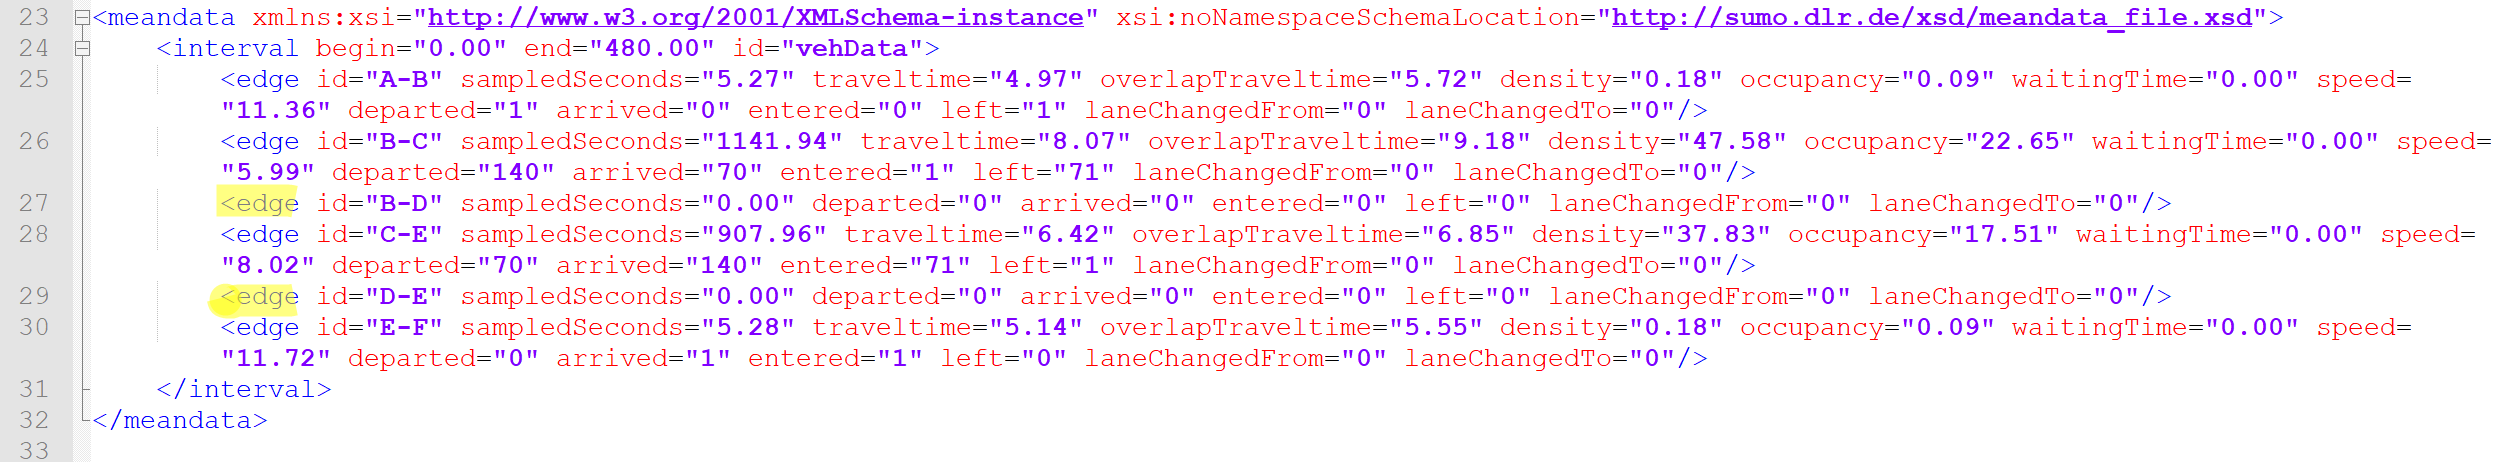 23 <meandata xmlns:xsi="http://www.w3.org/2001/XMLSchema-instance" xsi:noNamespaceSchemaLocation="http://sumo.dlr.de/xsd/meandata_file.xsd">
24 <interval begin="0.00" end="480.00" id="vehData">
25 <edge id="A-B" sampledSeconds="5.27" traveltime="4.97" overlapTraveltime="5.72" density="0.18" occupancy="0.09" waitingTime="0.00" speed=
"11.36" departed="1" arrived="0" entered="0" left="1" laneChangedFrom="0" laneChangedTo="0"/>
26 <edge id="B-C" sampledSeconds="1141.94" traveltime="8.07" overlapTraveltime="9.18" density="47.58" occupancy="22.65" waitingTime="0.00" speed=
"5.99" departed="140" arrived="70" entered="1" left="71" laneChangedFrom="0" laneChangedTo="0"/>
27 <edge id="B-D" sampledSeconds="0.00" departed="0" arrived="0" entered="0" left="0" laneChangedFrom="0" laneChangedTo="0"/>
28 <edge id="C-E" sampledSeconds="907.96" traveltime="6.42" overlapTraveltime="6.85" density="37.83" occupancy="17.51" waitingTime="0.00" speed=
"8.02" departed="70" arrived="140" entered="71" left="1" laneChangedFrom="0" laneChangedTo="0"/>
29 <edge id="D-E" sampledSeconds="0.00" departed="0" arrived="0" entered="0" left="0" laneChangedFrom="0" laneChangedTo="0"/>
30 <edge id="E-F" sampledSeconds="5.28" traveltime="5.14" overlapTraveltime="5.55" density="0.18" occupancy="0.09" waitingTime="0.00" speed=
"11.72" departed="0" arrived="1" entered="1" left="0" laneChangedFrom="0" laneChangedTo="0"/>
31 </interval>
32 </meandata>
33